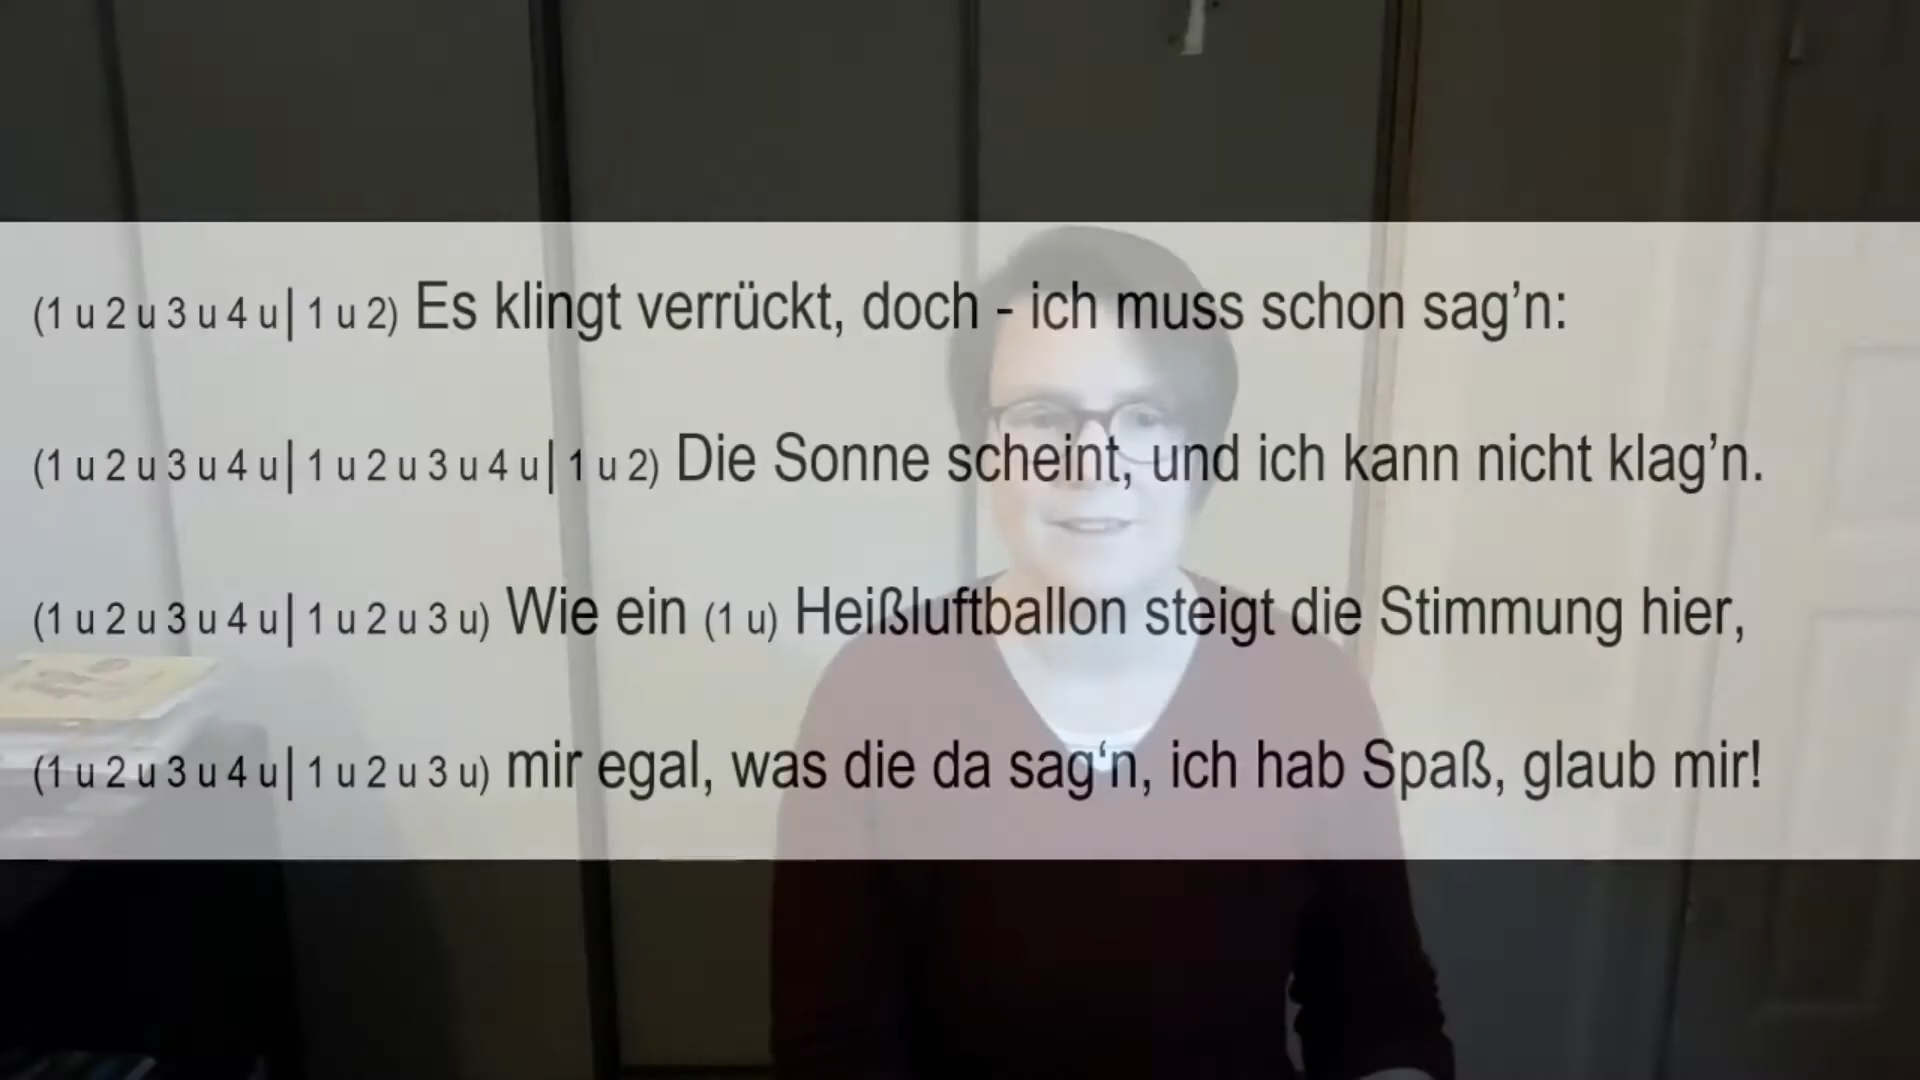 (1 u 2 u 3 u 4 u| 1 u 2) Es klingt verrückt, doch - ich muss schon sag’n:
(1 u 2 u 3 u 4 u| 1 u 2 u 3 u 4 u| 1 u 2) Die Sonne scheint, und ich kann nicht klag’n.
(1 u 2 u 3 u 4 u| 1 u 2 u 3 u) Wie ein (1 u) Heißluftballon steigt die Stimmung hier,
(1 u 2 u 3 u 4 u| 1 u 2 u 3 u) mir egal, was die da sag‘n, ich hab Spaß, glaub mir!